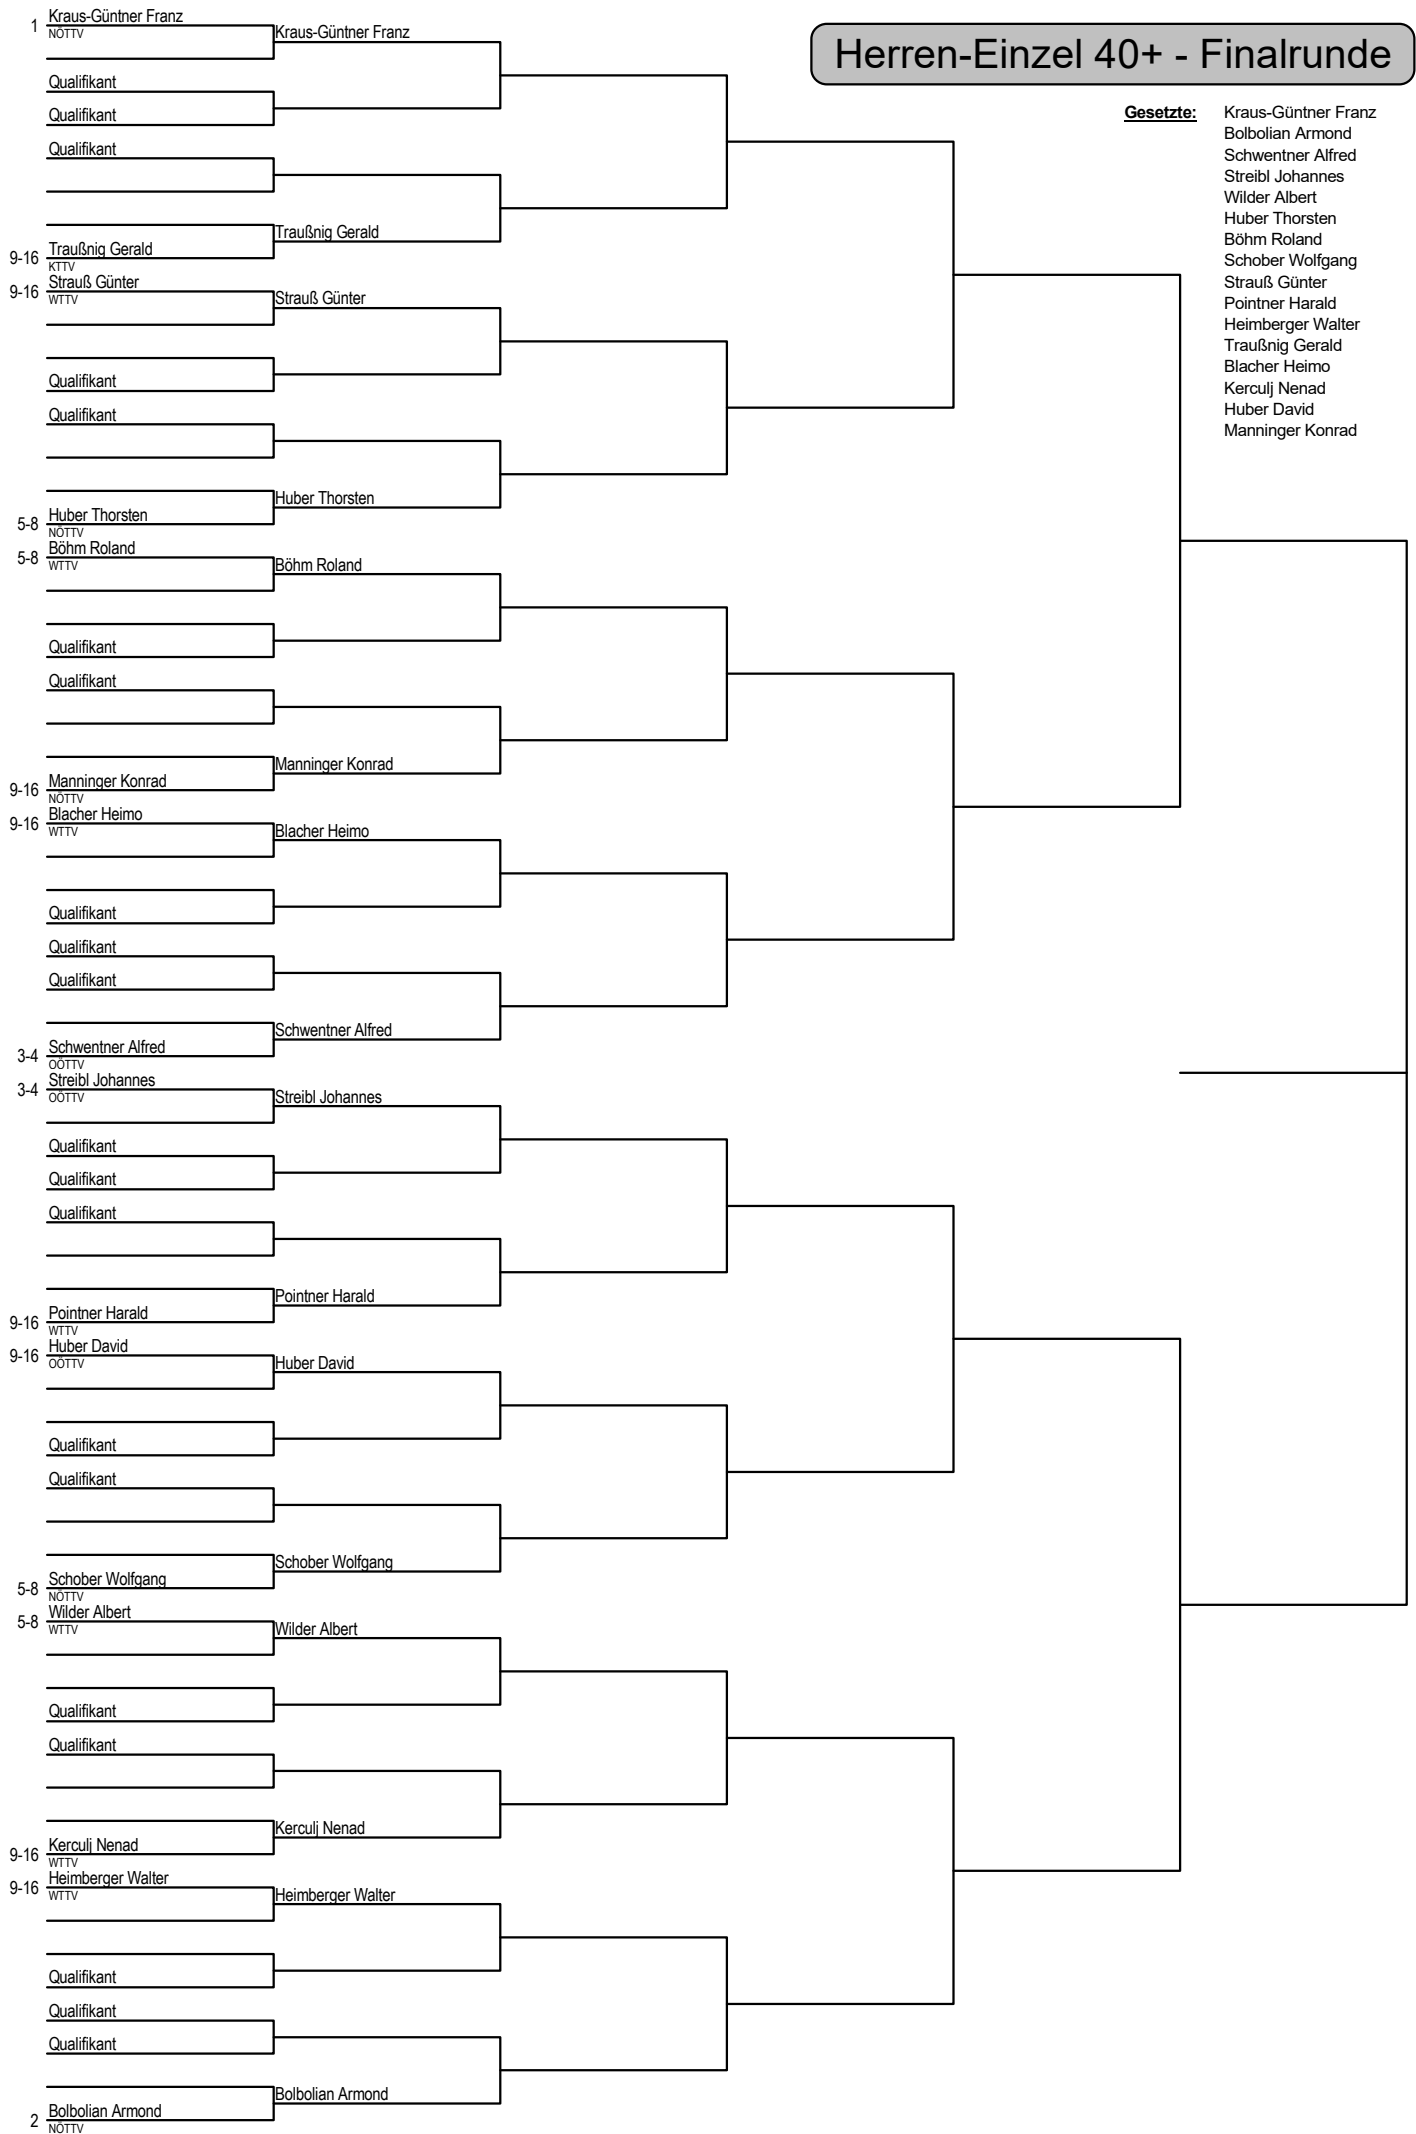 Herren-Einzel 40+ - Finalrunde
Gesetzte: Kraus-Güntner Franz
Bolbolian Armond
Schwentner Alfred
Streibl Johannes
Wilder Albert
Huber Thorsten
Böhm Roland
Schober Wolfgang
Strauß Günter
Pointner Harald
Heimberger Walter
Traußnig Gerald
Blacher Heimo
Kerculj Nenad
Huber David
Manninger Konrad
1 Kraus-Güntner Franz
NÖTTV
Kraus-Güntner Franz
Qualifikant
Qualifikant
Qualifikant
Traußnig Gerald
9-16 Traußnig Gerald
KTTV
9-16 Strauß Günter
WTTV
Strauß Günter
Qualifikant
Qualifikant
Huber Thorsten
5-8 Huber Thorsten
NÖTTV
5-8 Böhm Roland
WTTV
Böhm Roland
Qualifikant
Qualifikant
Manninger Konrad
9-16 Manninger Konrad
NÖTTV
9-16 Blacher Heimo
WTTV
Blacher Heimo
Qualifikant
Qualifikant
Qualifikant
Schwentner Alfred
3-4 Schwentner Alfred
OÖTTV
3-4 Streibl Johannes
OÖTTV
Streibl Johannes
Qualifikant
Qualifikant
Qualifikant
Pointner Harald
9-16 Pointner Harald
WTTV
9-16 Huber David
OÖTTV
Huber David
Qualifikant
Qualifikant
Schober Wolfgang
5-8 Schober Wolfgang
NÖTTV
5-8 Wilder Albert
WTTV
Wilder Albert
Qualifikant
Qualifikant
Kerculj Nenad
9-16 Kerculj Nenad
WTTV
9-16 Heimberger Walter
WTTV
Heimberger Walter
Qualifikant
Qualifikant
Qualifikant
Bolbolian Armond
2 Bolbolian Armond
NÖTTV